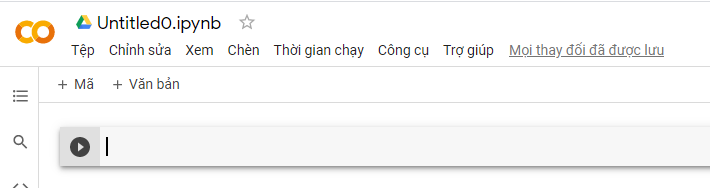 Untitled0.ipynb
Tệp Chỉnh sửa Xem Chèn Thời gian chạy Công cụ Trợ giúp Mọi thay đổi đã được lưu
+ Mã + Văn bản